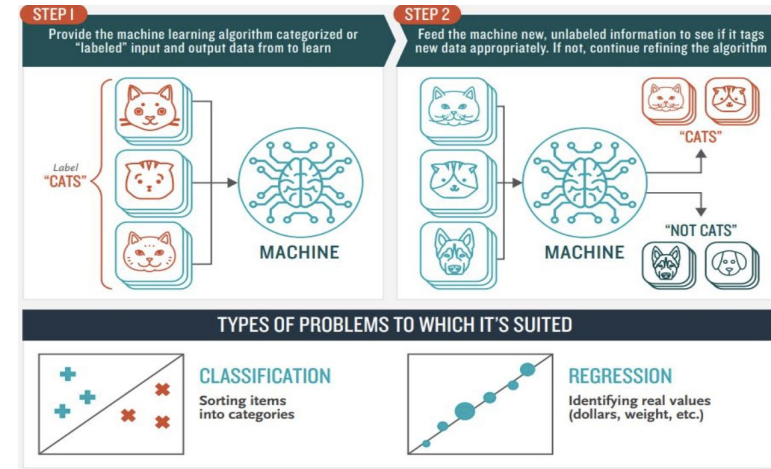 STEP 1
Provide the machine learning algorithm categorized or
"labeled" input and output data from to learn
Label
"CATS"
MACHINE
STEP 2
Feed the machine new, unlabeled information to see if it tags
new data appropriately. If not, continue refining the algorithm
MACHINE
"CATS"
"NOT CATS"
TYPES OF PROBLEMS TO WHICH IT'S SUITED
CLASSIFICATION
Sorting items
into categories
REGRESSION
Identifying real values
(dollars, weight, etc.)